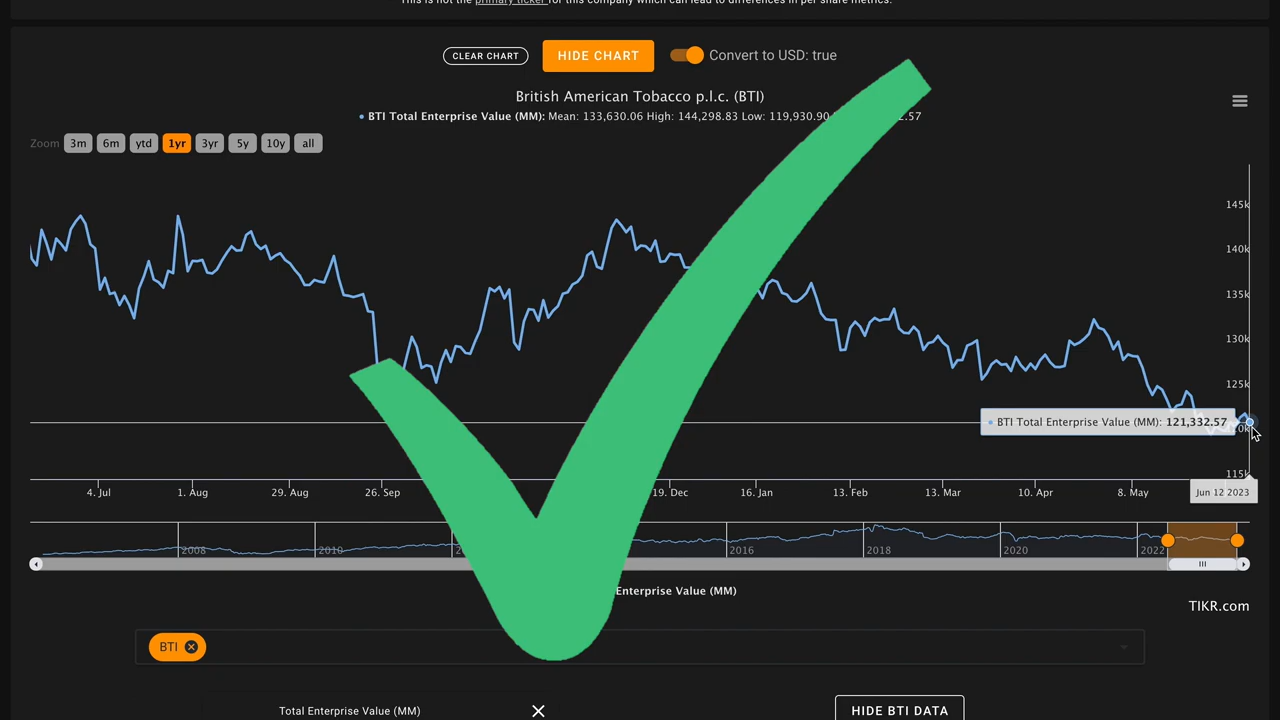 This is not the primary ticker for this company which can lead to differences in per share metrics.
CLEAR CHART
HIDE CHART
Convert to USD: true
British American Tobacco p.l.c. (BTI)
BTI Total Enterprise Value (MM): Mean: 133,630.06 High: 144,298.83 Low: 119,930.90
Zoom 3m 6m ytd 1yr 3yr 5y 10y all
145k
140k
135k
130k
125k
BTI Total Enterprise Value (MM): 121,332.57
115k
4. Jul 1. Aug 29. Aug 26. Sep 19. Dec 16. Jan 13. Feb 13. Mar 10. Apr 8. May Jun 12 2023
2008 2010 2016 2018 2020 2022
Enterprise Value (MM)
TIKR.com
BTI
Total Enterprise Value (MM)
HIDE BTI DATA